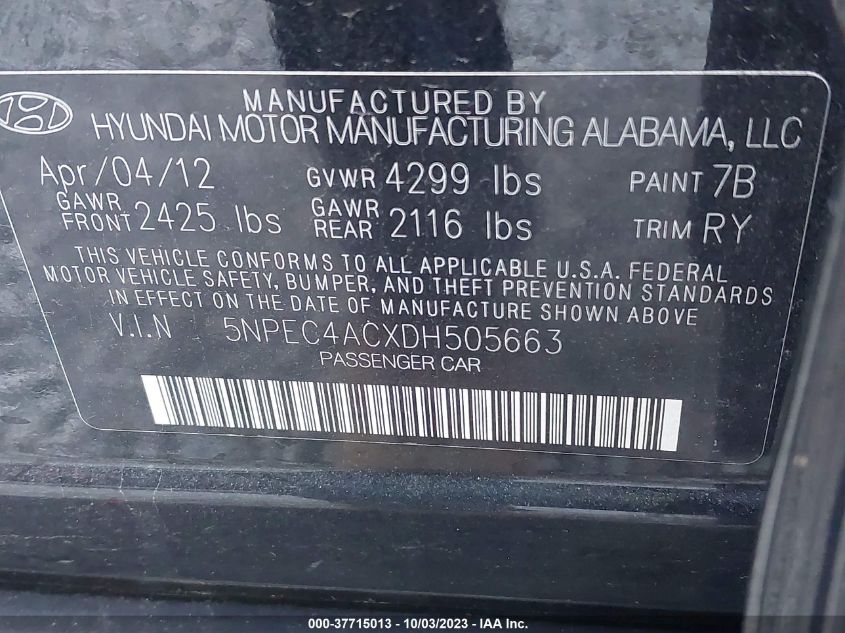 MANUFACTURED BY
HYUNDAI MOTOR MANUFACTURING ALABAMA, LLC
Apr/04/12 GVWR 4299 lbs PAINT 7B
GAWR FRONT 2425 lbs GAWR REAR 2116 lbs TRIM RY
THIS VEHICLE CONFORMS TO ALL APPLICABLE U.S.A. FEDERAL
MOTOR VEHICLE SAFETY, BUMPER, AND THEFT PREVENTION STANDARDS
IN EFFECT ON THE DATE OF MANUFACTURE SHOWN ABOVE
V.I.N 5NPEC4ACXDH505663
PASSENGER CAR
000-37715013 - 10/03/2023 - IAA Inc.